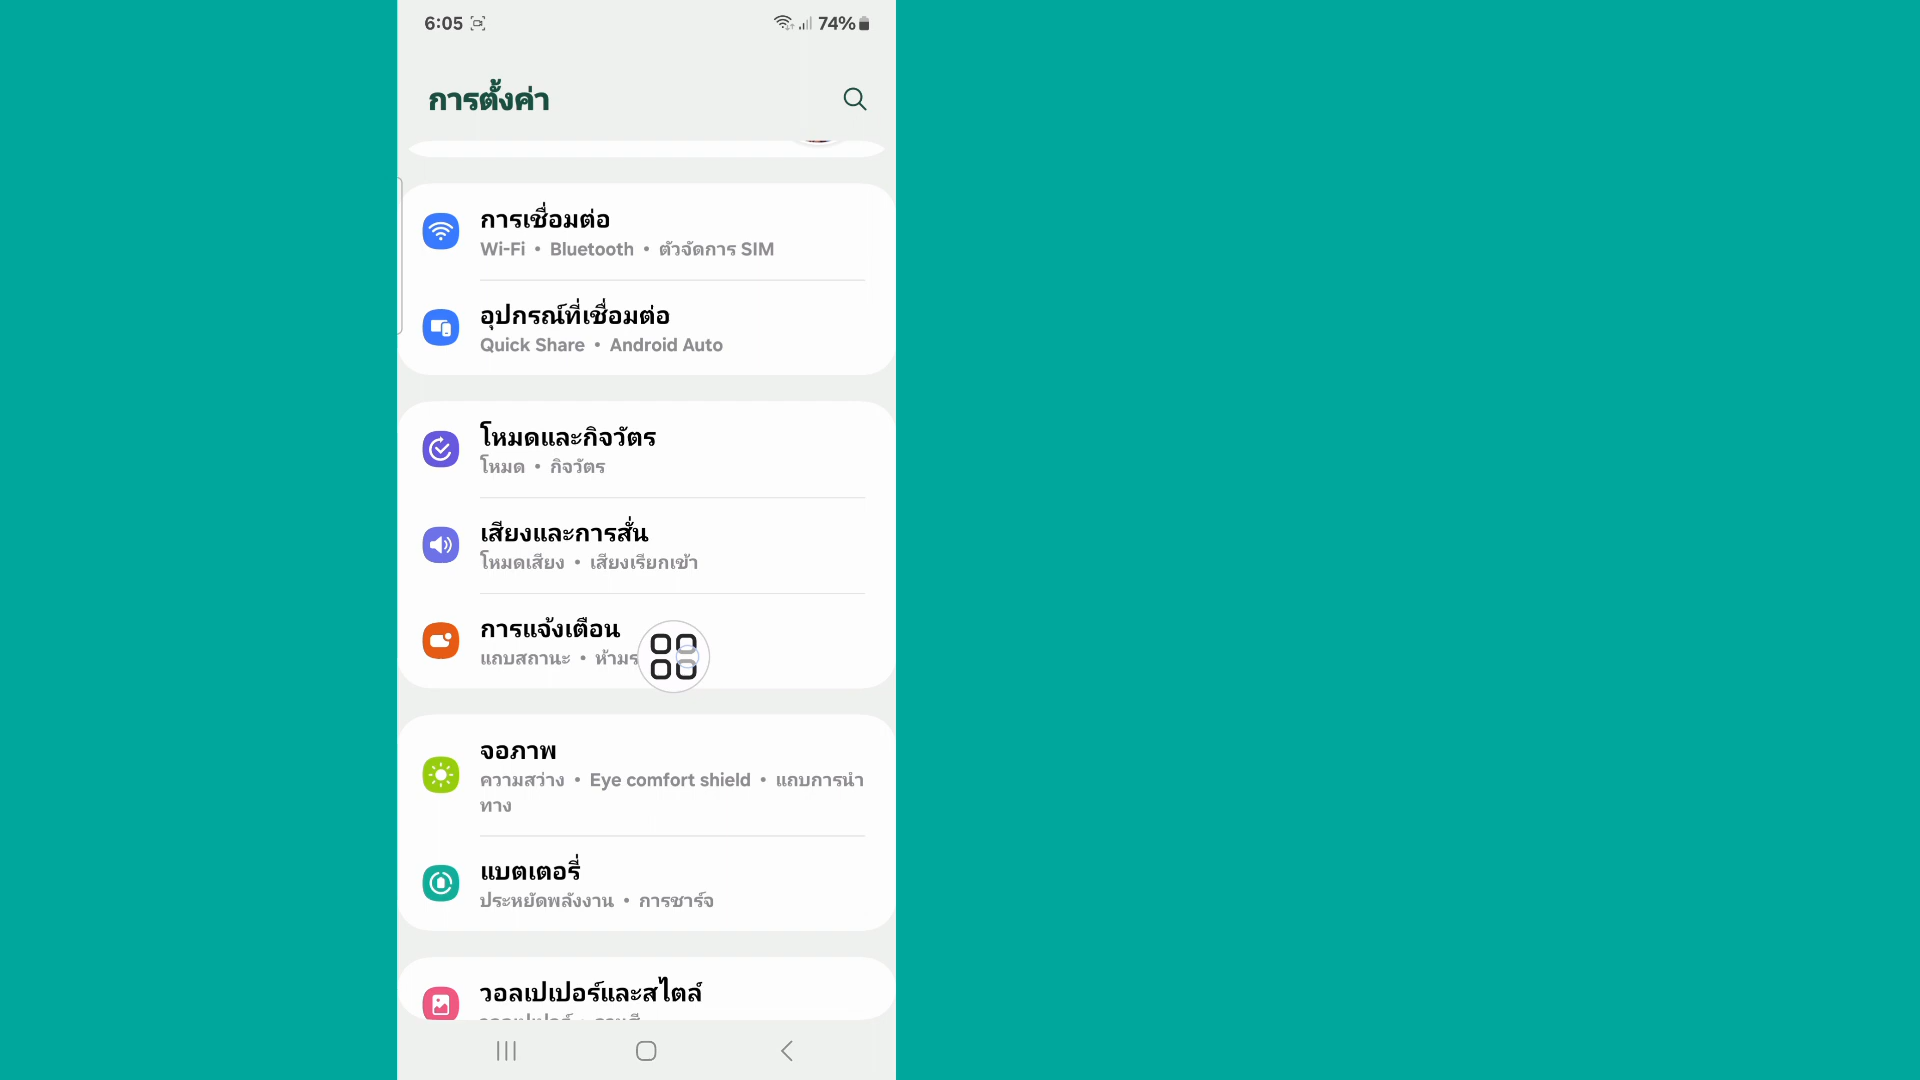 6:05 74%
การตั้งค่า
การเชื่อมต่อ
Wi-Fi • Bluetooth • ตัวจัดการ SIM
อุปกรณ์ที่เชื่อมต่อ
Quick Share • Android Auto
โหมดและกิจวัตร
โหมด • กิจวัตร
เสียงและการสั่น
โหมดเสียง • เสียงเรียกเข้า
การแจ้งเตือน
แถบสถานะ •
จอภาพ
ความสว่าง • Eye comfort shield • แถบการนำ
ทาง
แบตเตอรี่
ประหยัดพลังงาน • การชาร์จ
วอลเปเปอร์และสไตล์